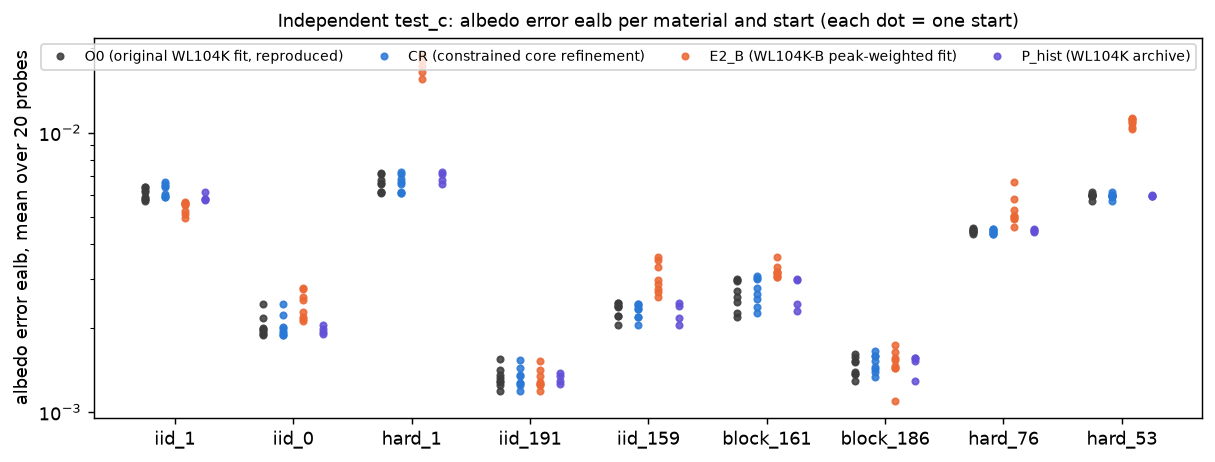 Independent test_c: albedo error ealb per material and start (each dot = one start)
O0 (original WL104K fit, reproduced)
CR (constrained core refinement)
E2_B (WL104K-B peak-weighted fit)
P_hist (WL104K archive)
albedo error ealb, mean over 20 probes
10⁻²
10⁻³
iid_1
iid_0
hard_1
iid_191
iid_159
block_161
block_186
hard_76
hard_53